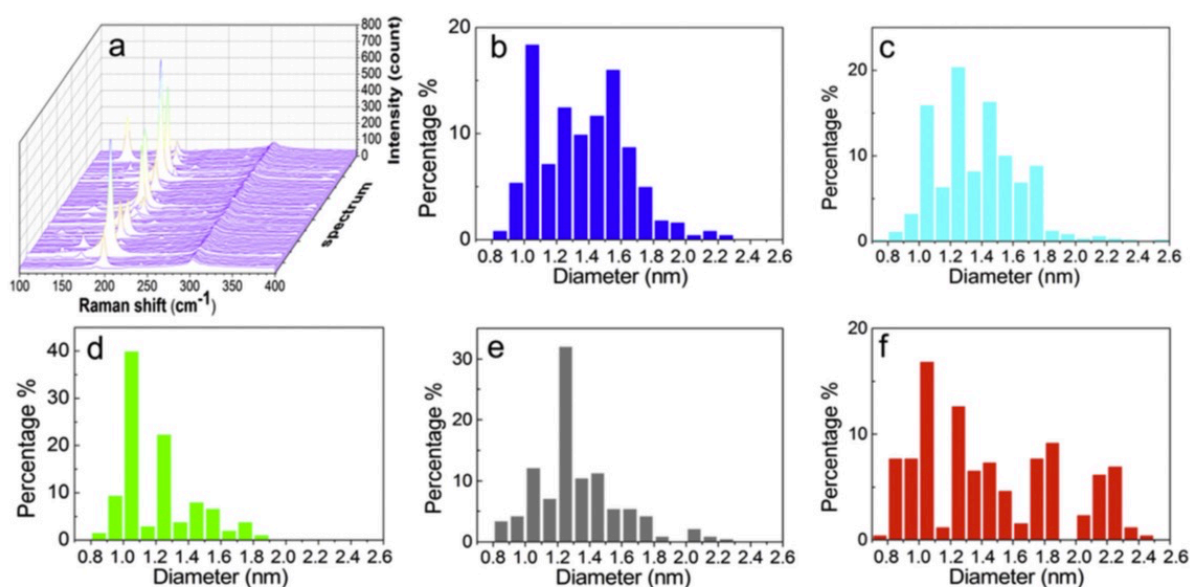 a
800
700
600
500
400
300
200
100
0
Intensity (count)
spectrum
100 150 200 250 300 350 400
Raman shift (cm-1)
b
20
10
0
Percentage %
0.8 1.0 1.2 1.4 1.6 1.8 2.0 2.2 2.4 2.6
Diameter (nm)
c
20
10
0
Percentage %
0.8 1.0 1.2 1.4 1.6 1.8 2.0 2.2 2.4 2.6
Diameter (nm)
d
40
30
20
10
0
Percentage %
0.8 1.0 1.2 1.4 1.6 1.8 2.0 2.2 2.4 2.6
Diameter (nm)
e
30
20
10
0
Percentage %
0.8 1.0 1.2 1.4 1.6 1.8 2.0 2.2 2.4 2.6
Diameter (nm)
f
20
10
0
Percentage %
0.8 1.0 1.2 1.4 1.6 1.8 2.0 2.2 2.4 2.6
Diameter (nm)